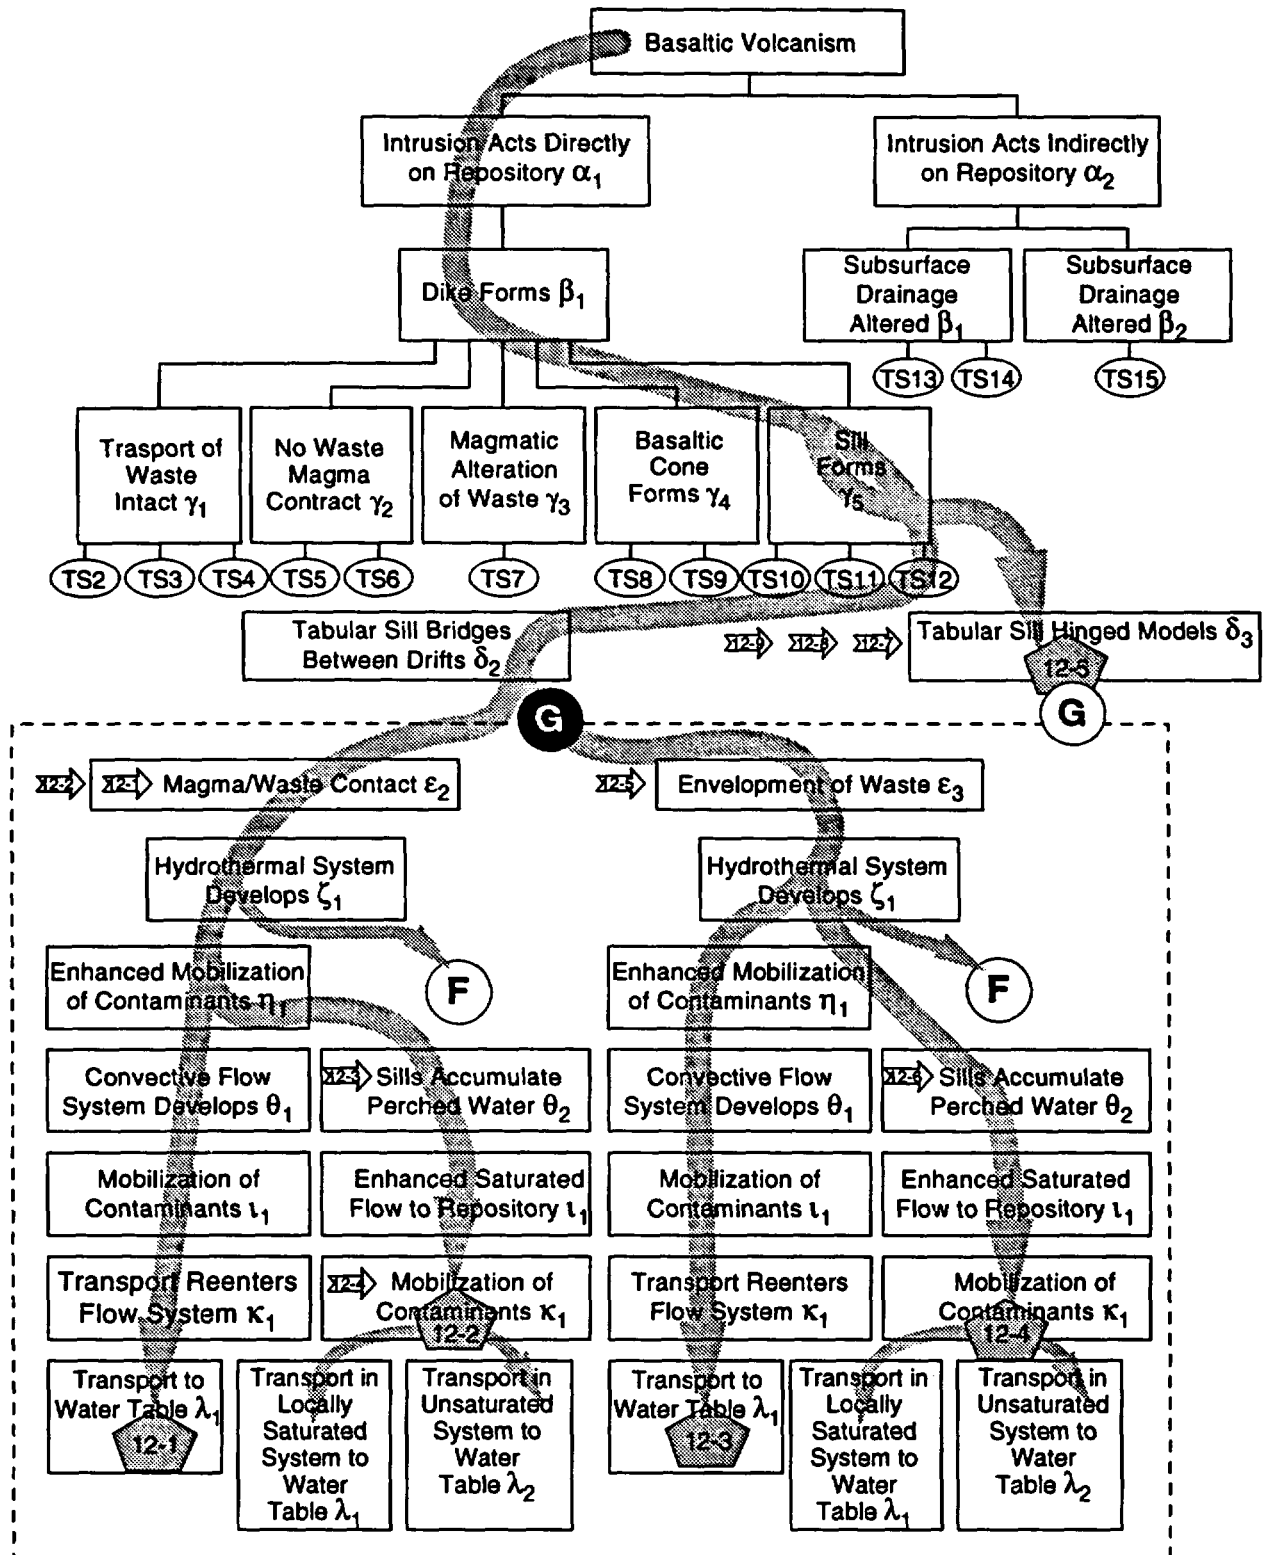 Basaltic Volcanism
Intrusion Acts Directly
on Repository α₁
Intrusion Acts Indirectly
on Repository α₂
Dike Forms β₁
Subsurface
Drainage
Altered β₁
Subsurface
Drainage
Altered β₂
TS13
TS14
TS15
Trasport of
Waste
Intact γ₁
No Waste
Magma
Contract γ₂
Magmatic
Alteration
of Waste γ₃
Basaltic
Cone
Forms γ₄
Sill
Forms
γ₅
TS2
TS3
TS4
TS5
TS6
TS7
TS8
TS9
TS10
TS11
TS12
Tabular Sill Bridges
Between Drifts δ₂
12-9
12-8
12-7
Tabular Sill Hinged Models δ₃
12-5
G
G
12-2
12-1
Magma/Waste Contact ε₂
12-5
Envelopment of Waste ε₃
Hydrothermal System
Develops ζ₁
Hydrothermal System
Develops ζ₁
Enhanced Mobilization
of Contaminants η₁
F
Enhanced Mobilization
of Contaminants η₁
F
Convective Flow
System Develops θ₁
12-3
Sills Accumulate
Perched Water θ₂
Convective Flow
System Develops θ₁
12-6
Sills Accumulate
Perched Water θ₂
Mobilization of
Contaminants ι₁
Enhanced Saturated
Flow to Repository ι₁
Mobilization of
Contaminants ι₁
Enhanced Saturated
Flow to Repository ι₁
Transport Reenters
Flow System κ₁
12-4
Mobilization of
Contaminents κ₁
12-2
Transport Reenters
Flow System κ₁
Mobilization of
Contaminants κ₁
12-4
Transport to
Water Table λ₁
12-1
Transport in
Locally
Saturated
System to
Water
Table λ₁
Transport in
Unsaturated
System to
Water
Table λ₂
Transport to
Water Table λ₁
12-3
Transport in
Locally
Saturated
System to
Water
Table λ₁
Transport in
Unsaturated
System to
Water
Table λ₂